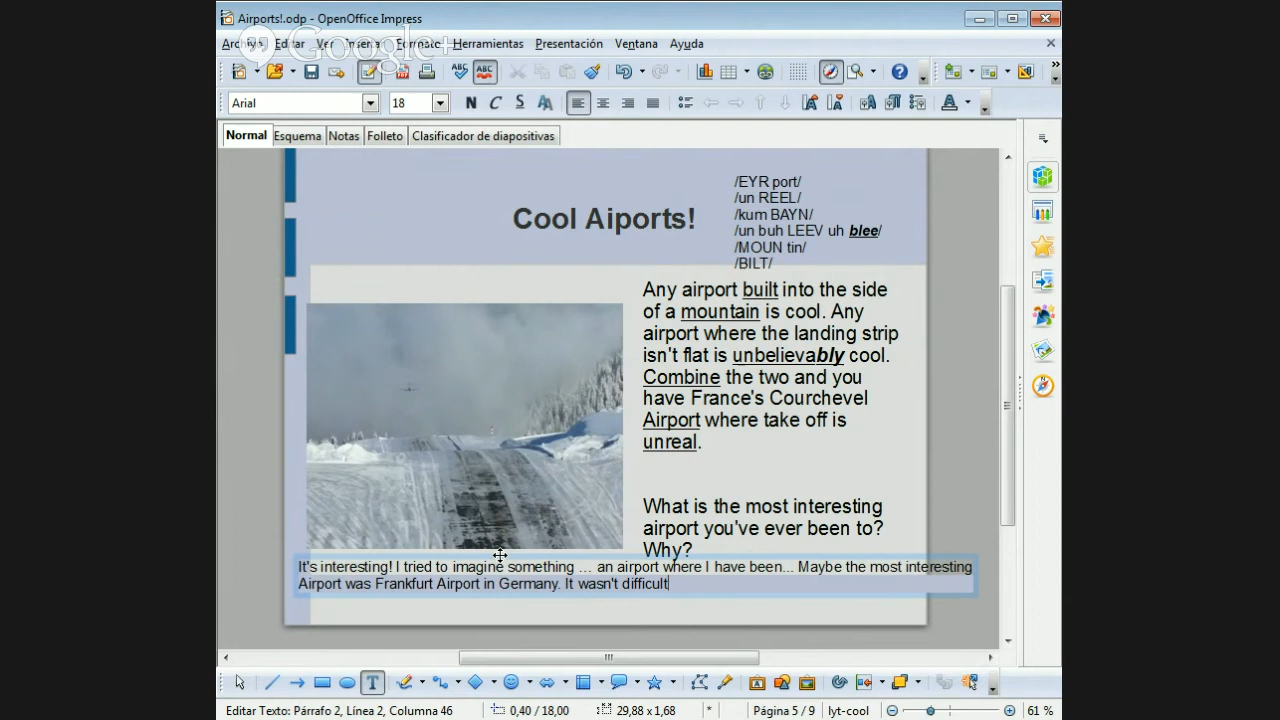 Airports!.odp - OpenOffice Impress
Archivo Editar Ver Insertar Formato Herramientas Presentación Ventana Ayuda
Google+
Arial 18 N C S
Normal Esquema Notas Folleto Clasificador de diapositivas
/EYR port/
/un REEL/
/kum BAYN/
/un buh LEEV uh blee/
/MOUN tin/
/BILT/
Cool Aiports!
Any airport built into the side
of a mountain is cool. Any
airport where the landing strip
isn't flat is unbelievably cool.
Combine the two and you
have France's Courchevel
Airport where take off is
unreal.
What is the most interesting
airport you've ever been to?
Why?
It's interesting! I tried to imagine something ... an airport where I have been... Maybe the most interesting
Airport was Frankfurt Airport in Germany. It wasn't difficult
Editar Texto: Párrafo 2, Línea 2, Columna 46 0,40 / 18,00 29,88 x 1,68 * Página 5 / 9 lyt-cool 61 %